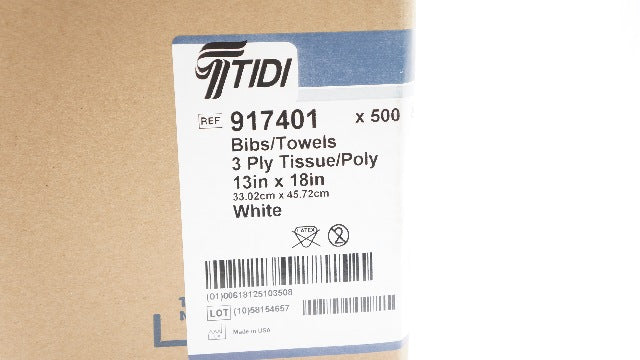 TIDI
REF 917401 x 500
Bibs/Towels
3 Ply Tissue/Poly
13in x 18in
33.02cm x 45.72cm
White
LATEX
2
(01)00618125103508
LOT (10)58154657
Made in USA